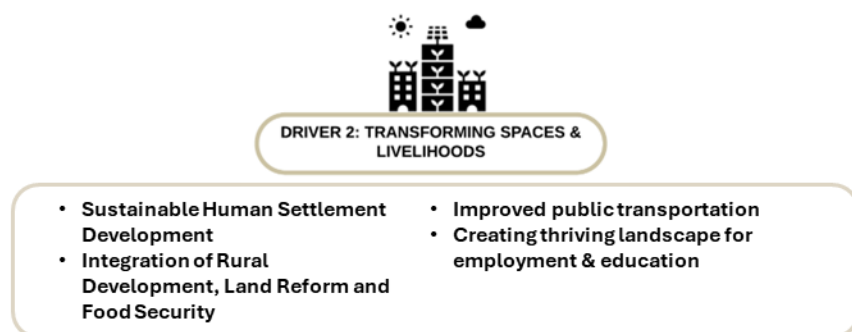 DRIVER 2: TRANSFORMING SPACES &
LIVELIHOODS
• Sustainable Human Settlement
Development
• Integration of Rural
Development, Land Reform and
Food Security
• Improved public transportation
• Creating thriving landscape for
employment & education